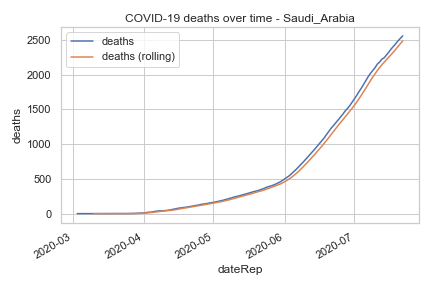 COVID-19 deaths over time - Saudi_Arabia
deaths
deaths (rolling)
2500
2000
1500
1000
500
0
deaths
2020-03
2020-04
2020-05
2020-06
2020-07
dateRep